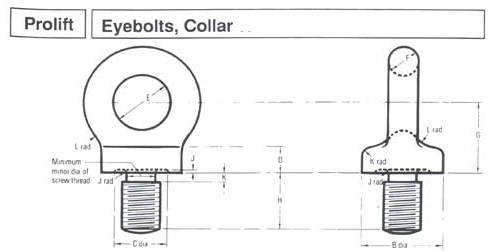 Prolift
Eyebolts, Collar
E
F
G
L rad
L rad
Minimum
minor dia of
screw thread
J
D
K rad
J rad
K
J rad
H
C dia
B dia